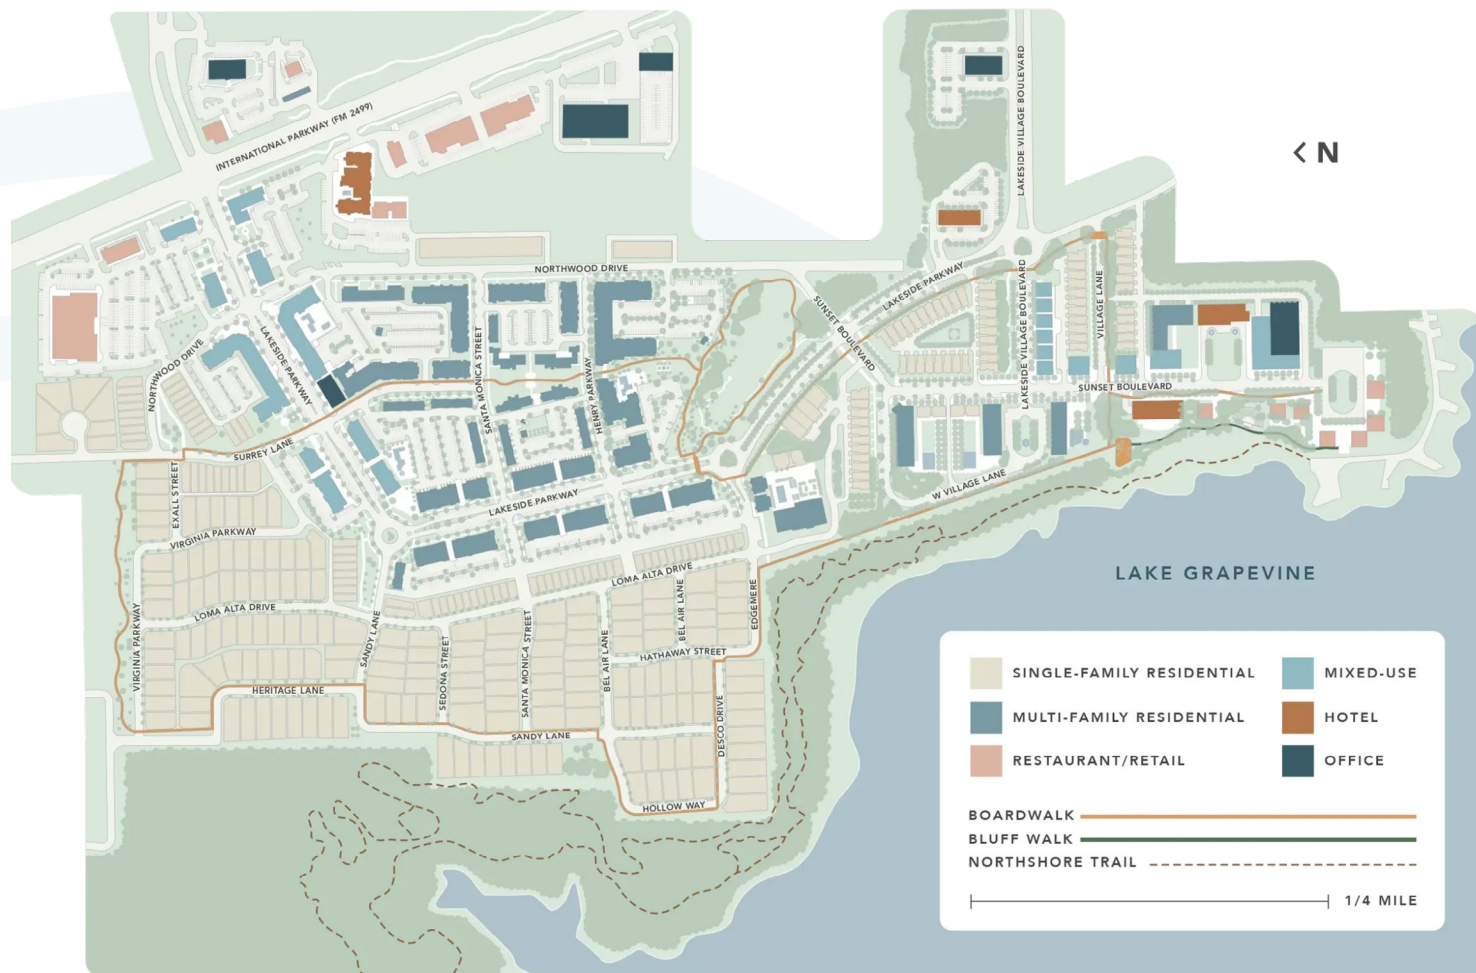 LAKESIDE VILLAGE BOULEVARD
INTERNATIONAL PARKWAY (FM 2499)
< N
NORTHWOOD DRIVE
LAKESIDE PARKWAY
SUNSET BOULEVARD
LAKESIDE VILLAGE BOULEVARD
VILLAGE LANE
NORTHWOOD DRIVE
LAKESIDE PARKWAY
SANTA MONICA STREET
HENRY PARKWAY
SUNSET BOULEVARD
SURREY LANE
EXALL STREET
LAKESIDE PARKWAY
W VILLAGE LANE
VIRGINIA PARKWAY
LOMA ALTA DRIVE
LAKE GRAPEVINE
LOMA ALTA DRIVE
BEL AIR LANE
EDGEMERE
VIRGINIA PARKWAY
SANDY LANE
SEDONA STREET
SANTA MONICA STREET
BEL AIR LANE
HATHAWAY STREET
HERITAGE LANE
DESCO DRIVE
SANDY LANE
HOLLOW WAY
SINGLE-FAMILY RESIDENTIAL
MULTI-FAMILY RESIDENTIAL
RESTAURANT/RETAIL
MIXED-USE
HOTEL
OFFICE
BOARDWALK
BLUFF WALK
NORTHSHORE TRAIL
1/4 MILE